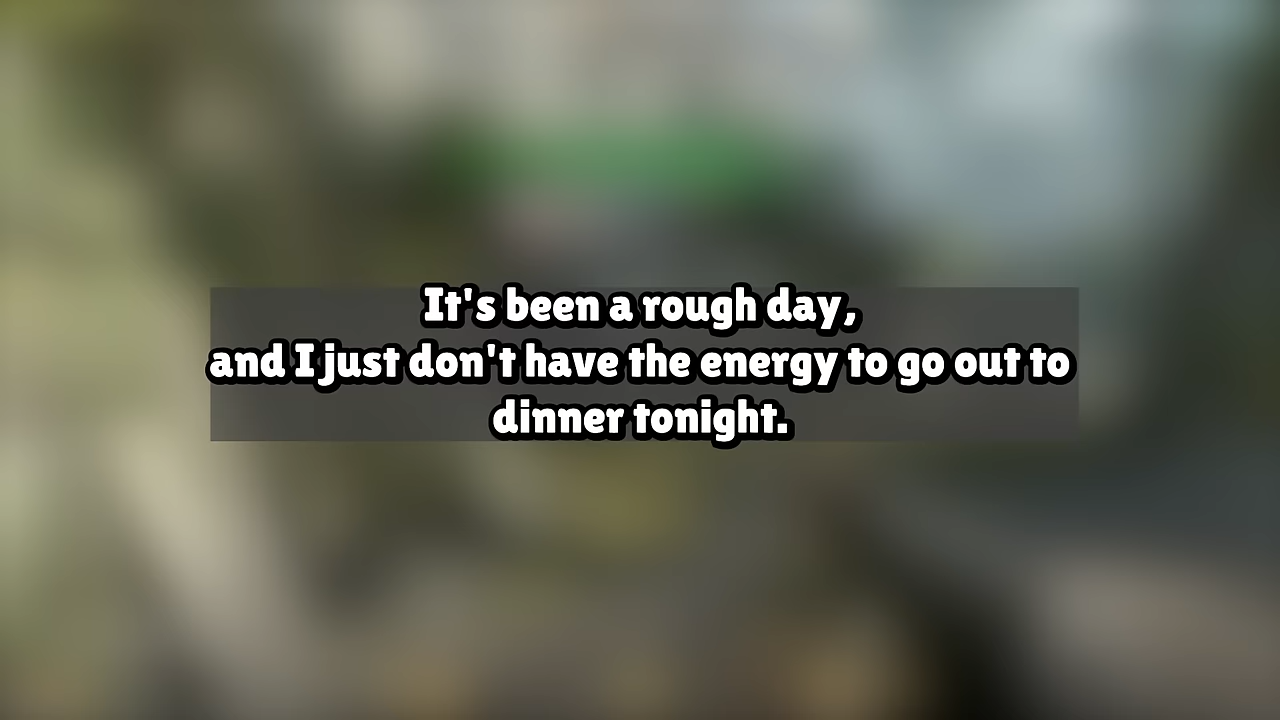 It's been a rough day,
and I just don't have the energy to go out to
dinner tonight.